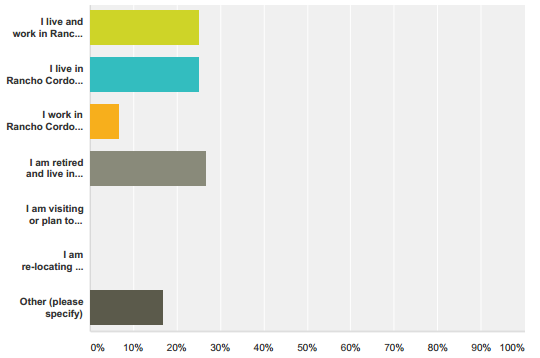 I live and
work in Ranc...
I live in
Rancho Cordo...
I work in
Rancho Cordo...
I am retired
and live in...
I am visiting
or plan to...
I am
re-locating ...
Other (please
specify)
0% 10% 20% 30% 40% 50% 60% 70% 80% 90% 100%